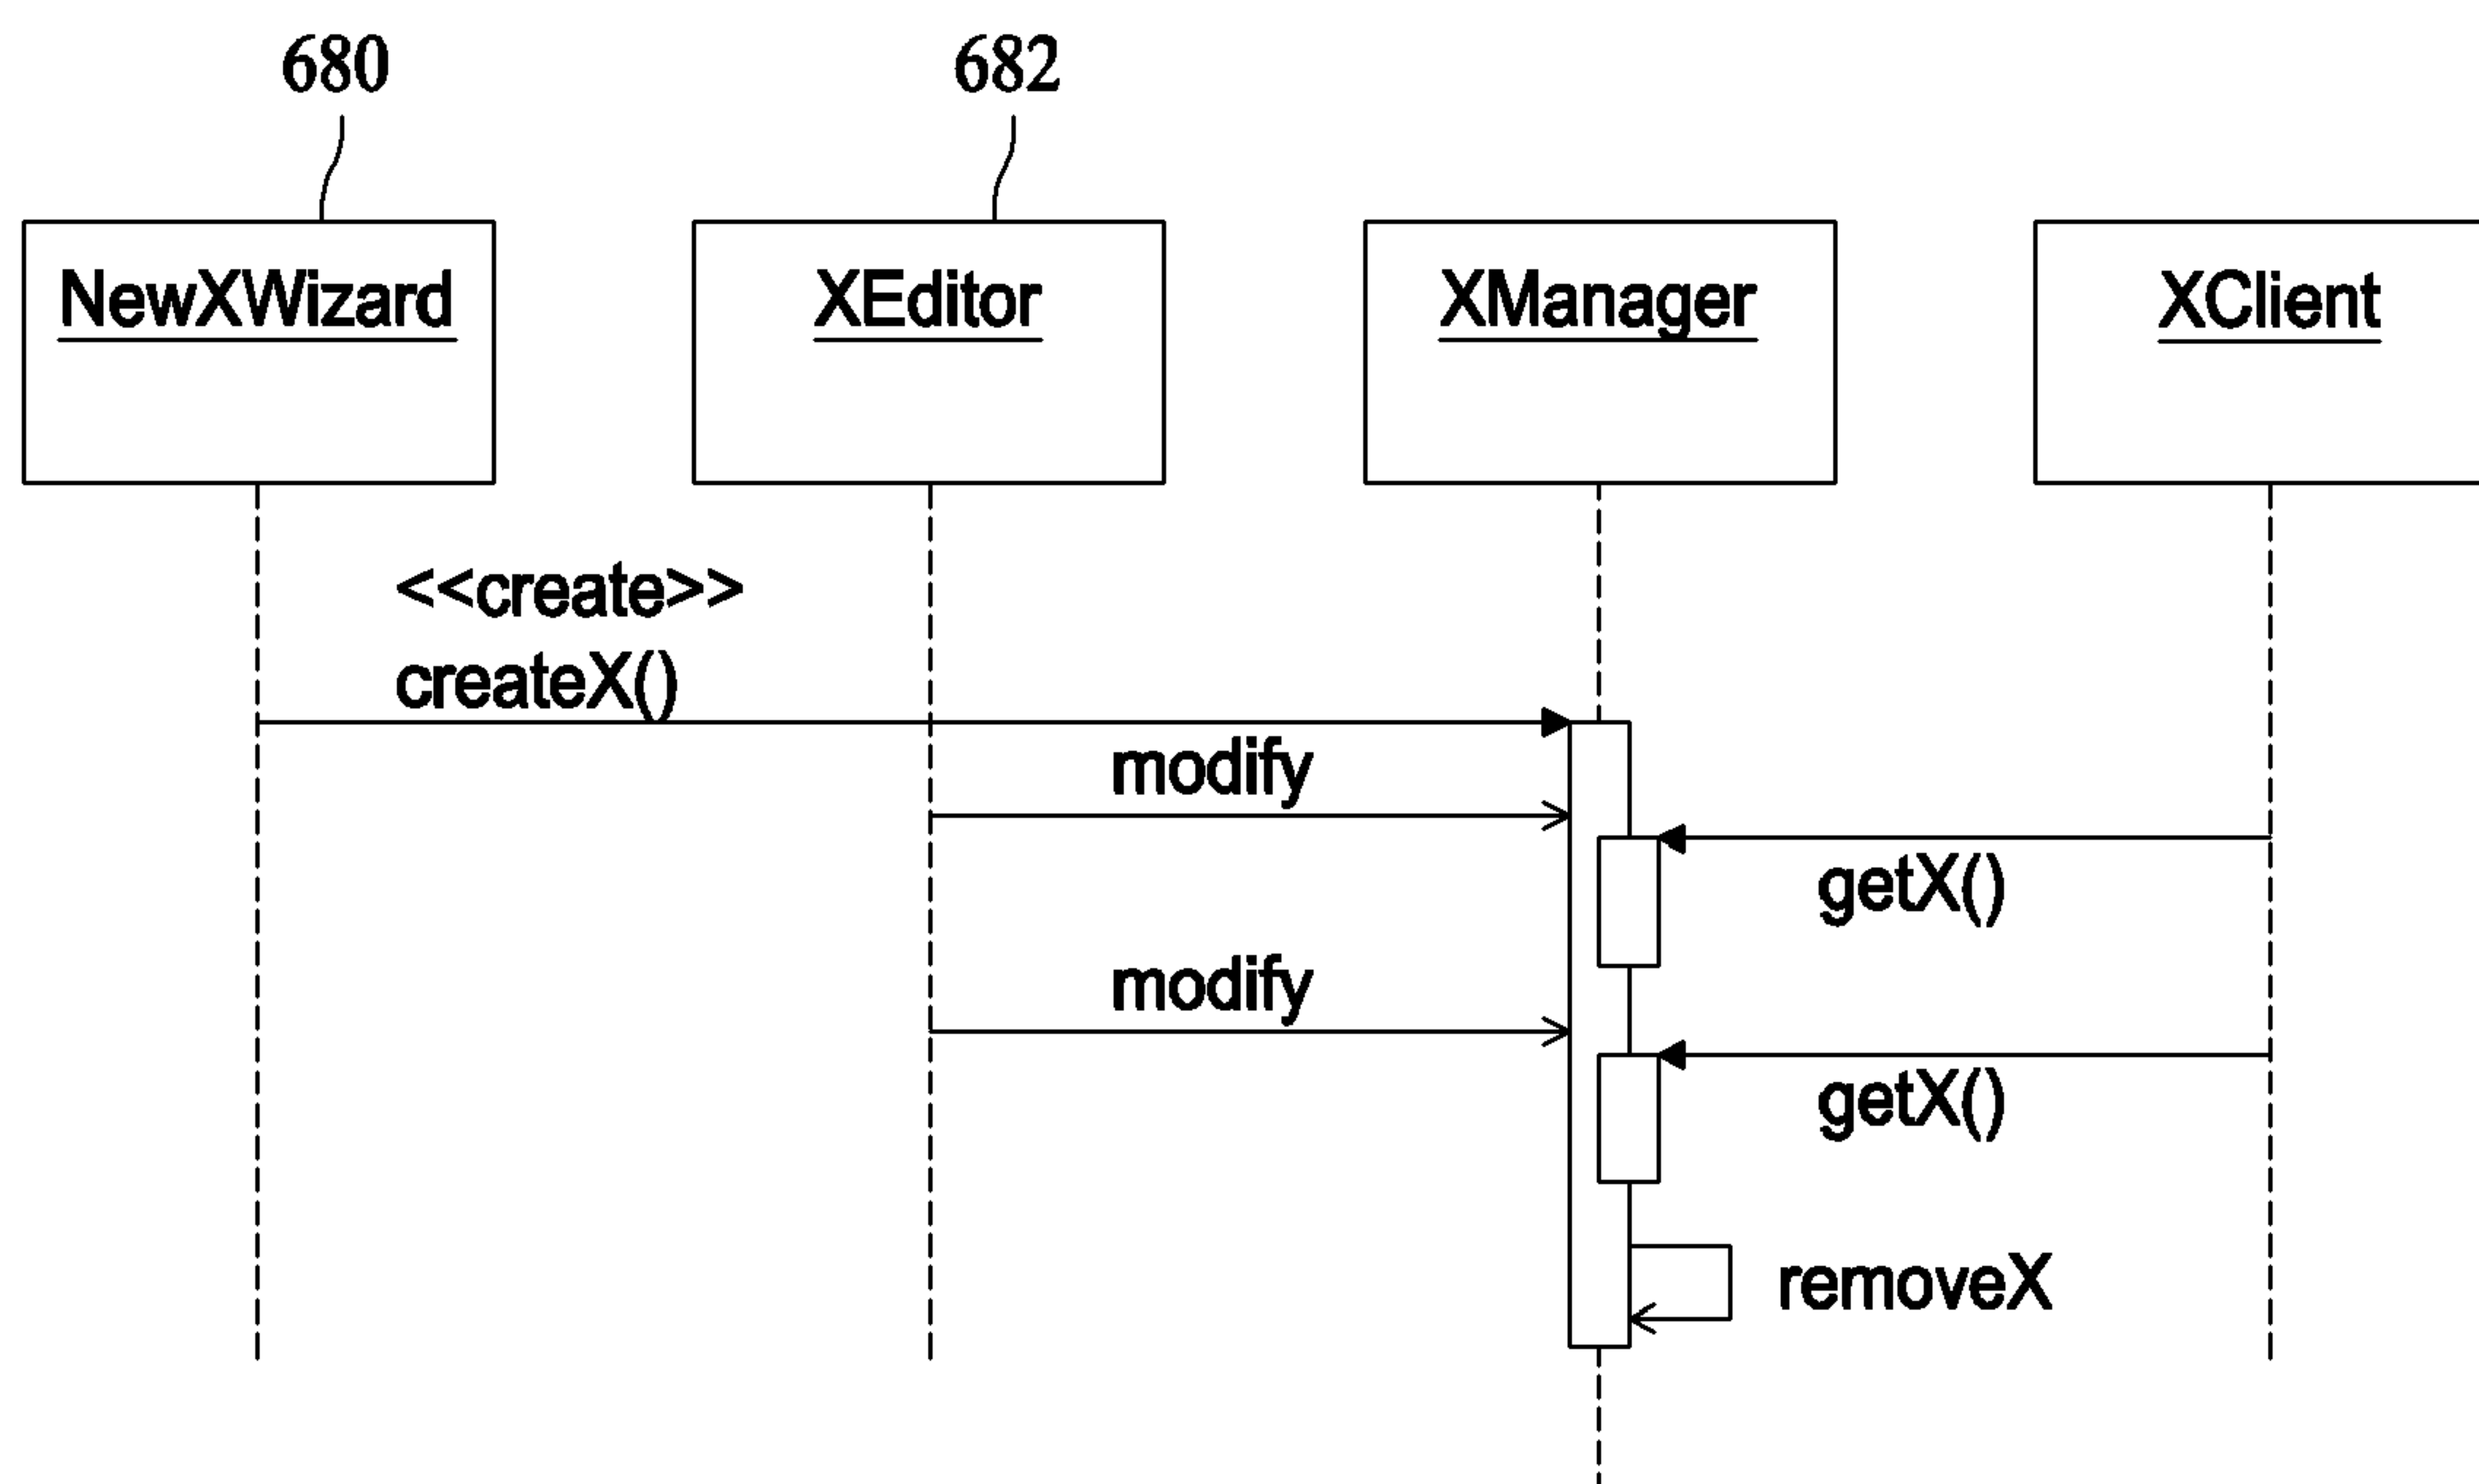 680
682
NewXWizard
XEditor
XManager
XClient
<<create>>
createX()
modify
getX()
modify
getX()
removeX